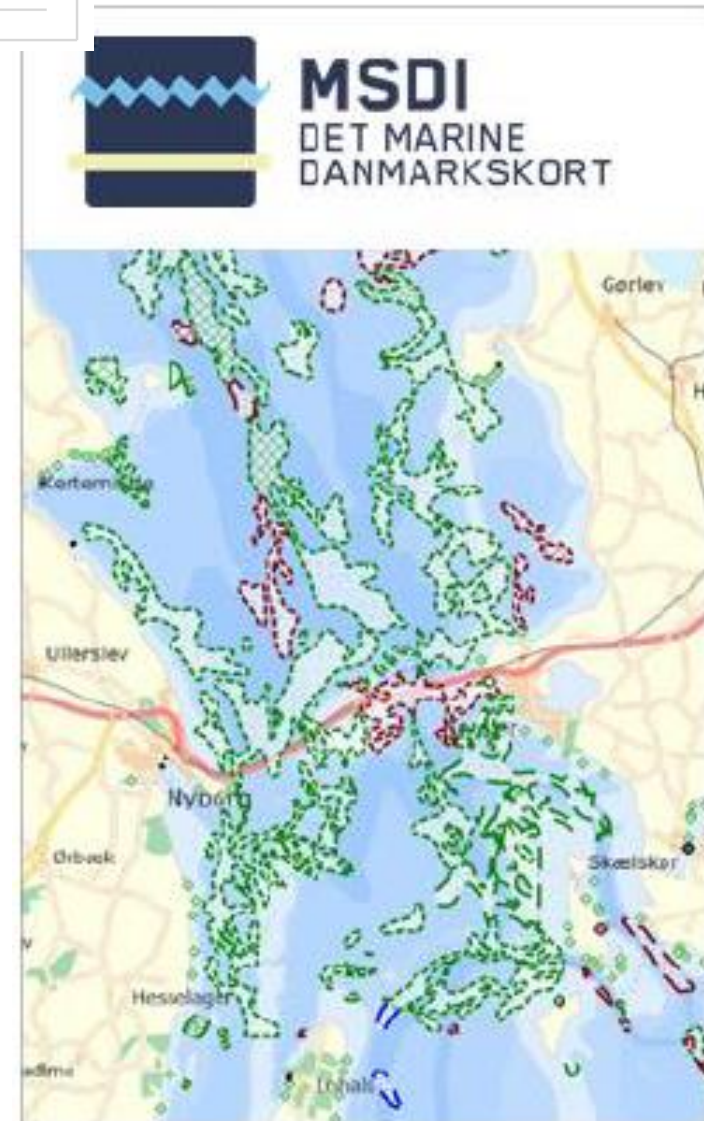 MSDI
DET MARINE
DANMARKSKORT
Gørlev
H
Ullerslev
Nyborg
Ørbæk
Skælskør
v
Hesselager